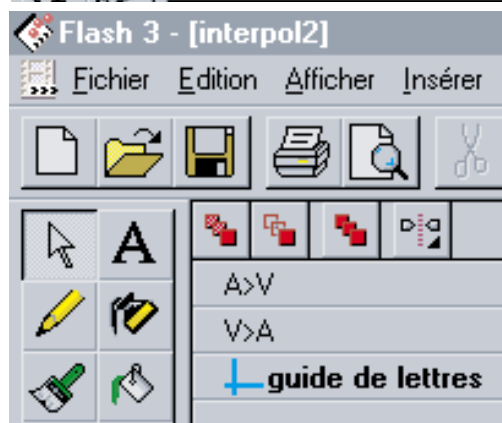 Flash 3 - [interpol2]
Fichier Edition Afficher Insérer
A
A>V
V>A
guide de lettres